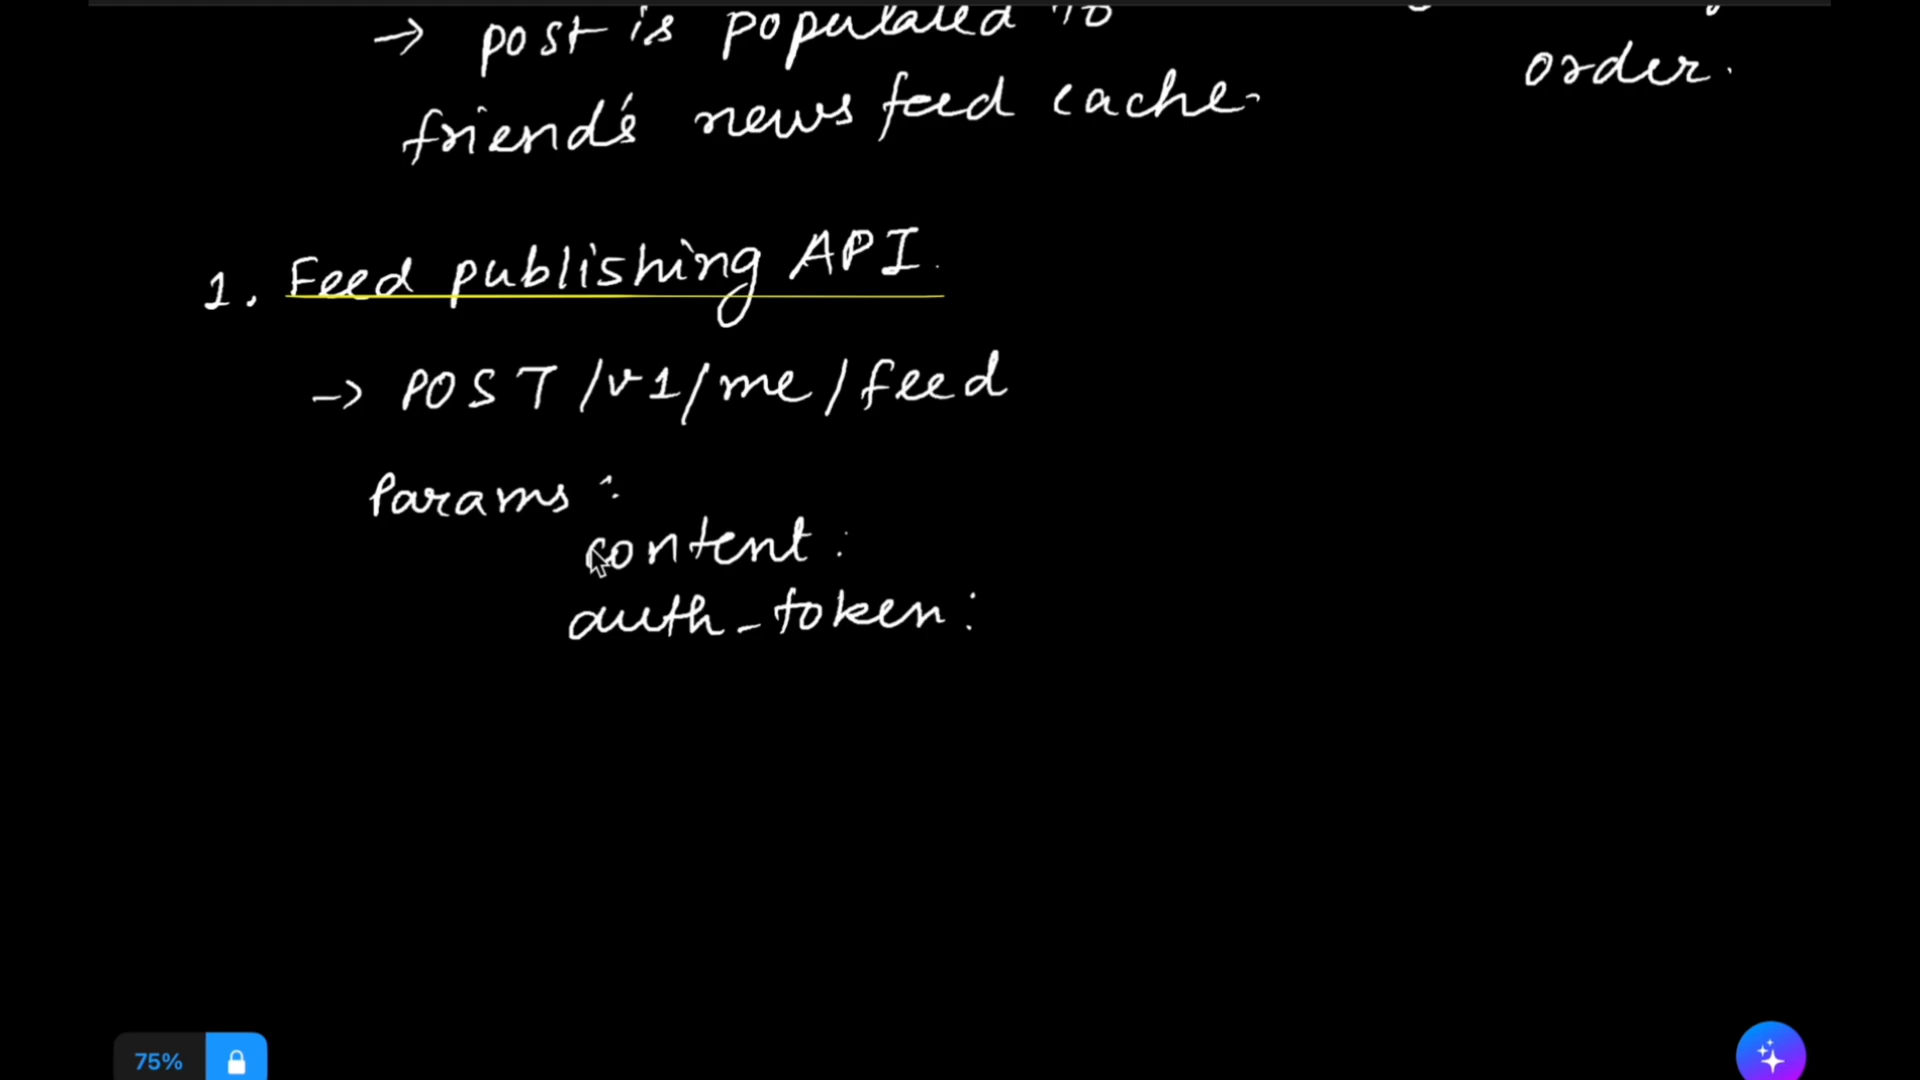 → post is populated to
friend's news feed cache.
order.
1. Feed publishing API.
→ POST /v1/me/feed
Params :
content :
auth_token :
75%